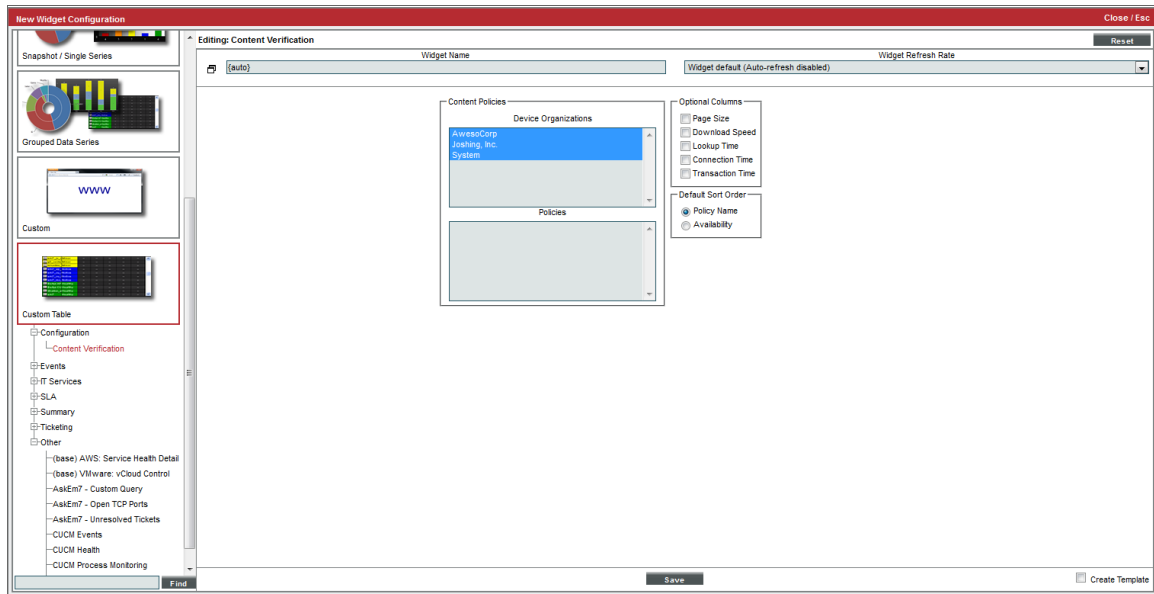 New Widget Configuration
Close / Esc
Snapshot / Single Series
Grouped Data Series
www
Custom
Custom Table
Configuration
Content Verification
Events
IT Services
SLA
Summary
Ticketing
Other
(base) AWS: Service Health Detail
(base) VMware: vCloud Control
AskEm7 - Custom Query
AskEm7 - Open TCP Ports
AskEm7 - Unresolved Tickets
CUCM Events
CUCM Health
CUCM Process Monitoring
Find
Editing: Content Verification
Reset
Widget Name
Widget Refresh Rate
{auto}
Widget default (Auto-refresh disabled)
Content Policies
Device Organizations
AwesoCorp
Joshing, Inc.
System
Policies
Optional Columns
Page Size
Download Speed
Lookup Time
Connection Time
Transaction Time
Default Sort Order
Policy Name
Availability
Save
Create Template